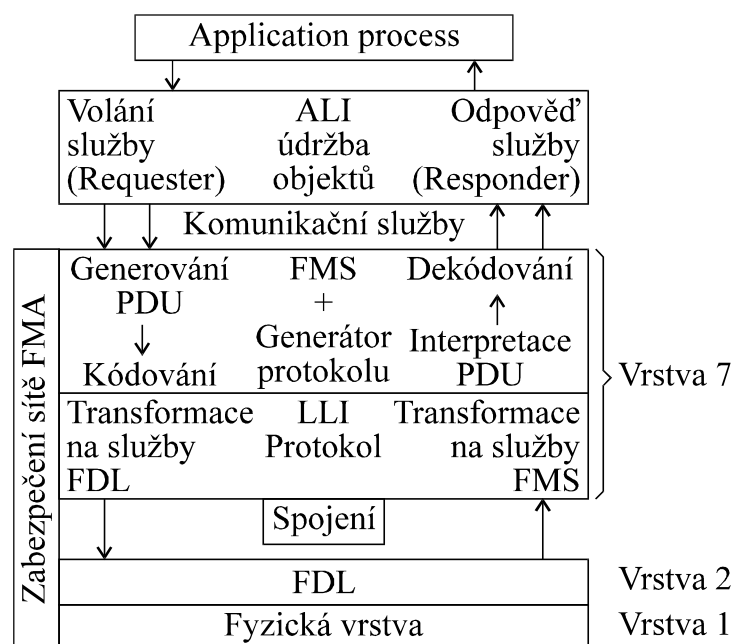 Application process
Volání ALI Odpověď
služby údržba služby
(Requester) objektů (Responder)
Komunikační služby
Zabezpečení sítě FMA
Generování FMS Dekódování
PDU +
Generátor Interpretace
Kódování protokolu PDU
Vrstva 7
Transformace LLI Transformace
na služby Protokol na služby
FDL FMS
Spojení
FDL Vrstva 2
Fyzická vrstva Vrstva 1